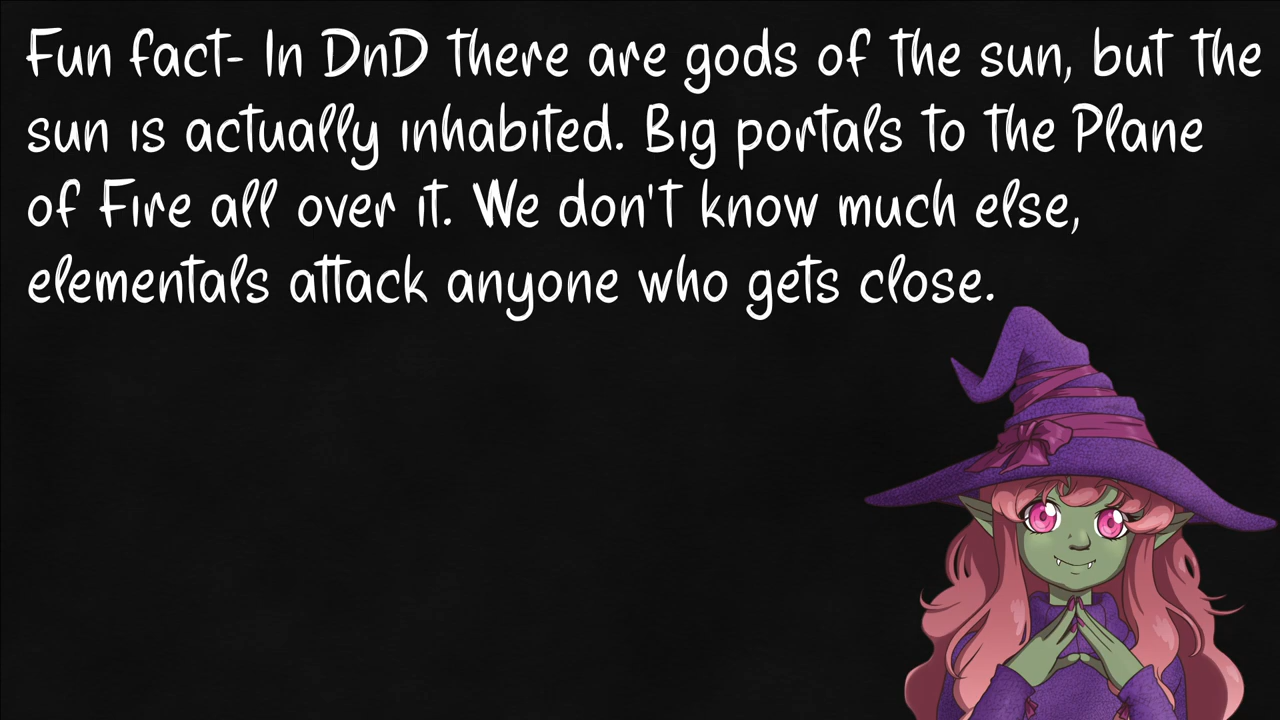 Fun fact- In DnD there are gods of the sun, but the
sun is actually inhabited. Big portals to the Plane
of Fire all over it. We don't know much else,
elementals attack anyone who gets close.